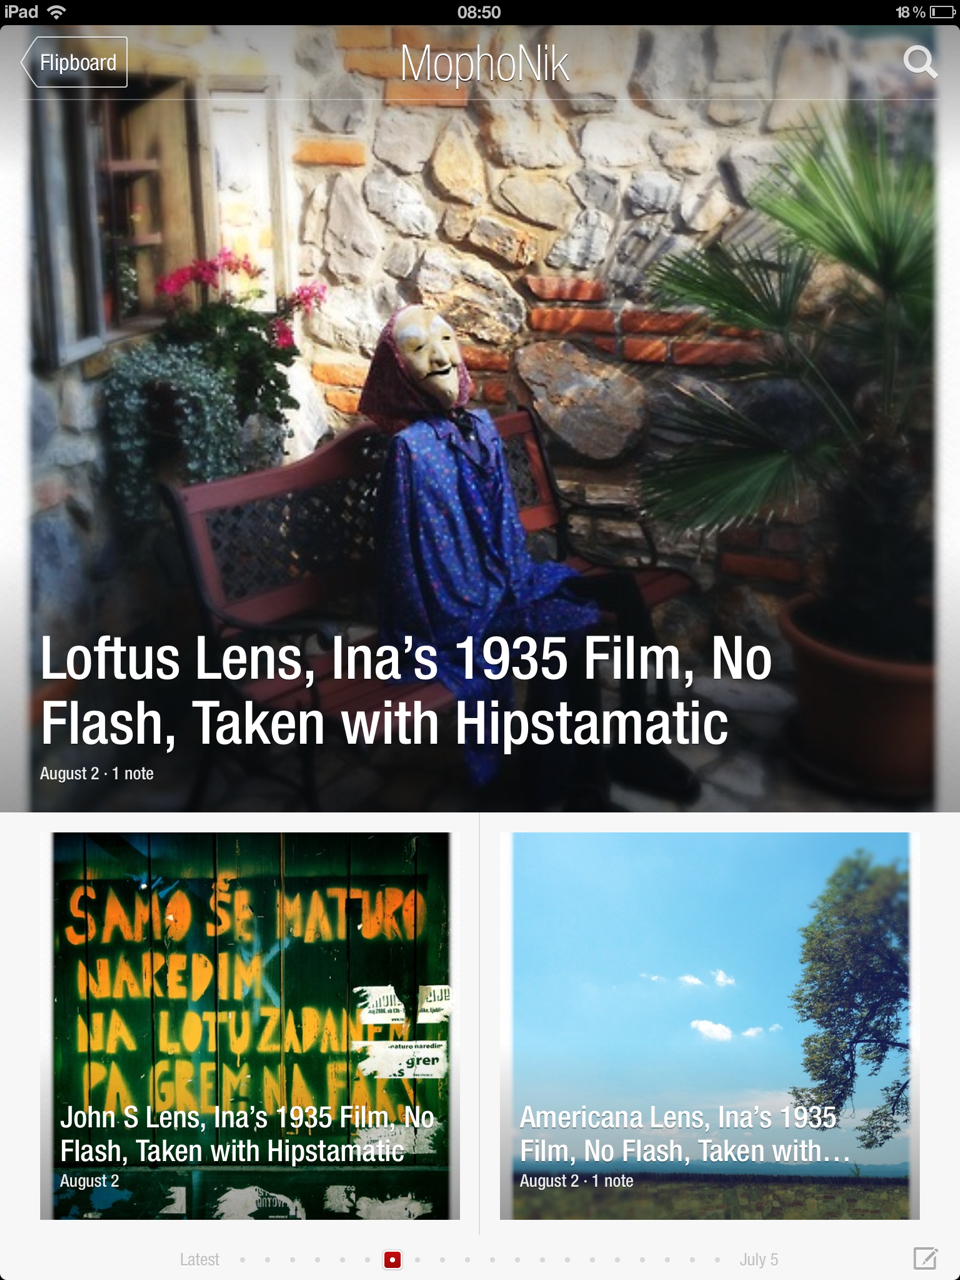 iPad 08:50 18 %
Flipboard
MophoNik
Loftus Lens, Ina's 1935 Film, No
Flash, Taken with Hipstamatic
August 2 · 1 note
SAMO ŠE MATURO
NAREDIM
NA LOTU ZADANEM
PA GREM NA
gren
John S Lens, Ina's 1935 Film, No
Flash, Taken with Hipstamatic
August 2
Americana Lens, Ina's 1935
Film, No Flash, Taken with...
August 2 · 1 note
Latest
July 5